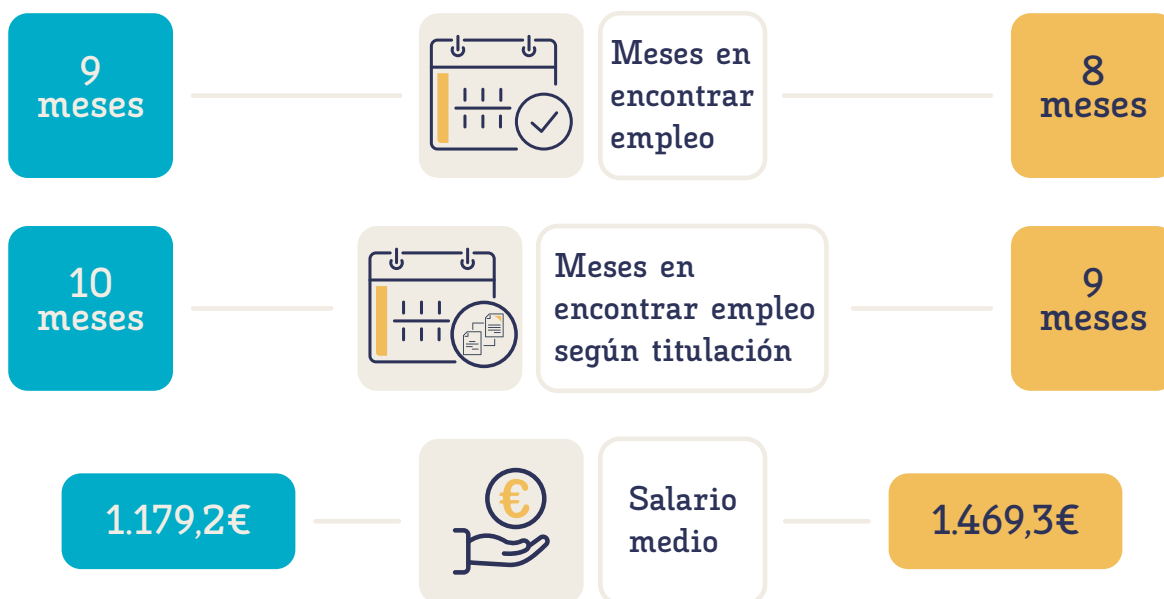 9
meses
Meses en
encontrar
empleo
8
meses
10
meses
Meses en
encontrar empleo
según titulación
9
meses
1.179,2€
€
Salario
medio
1.469,3€